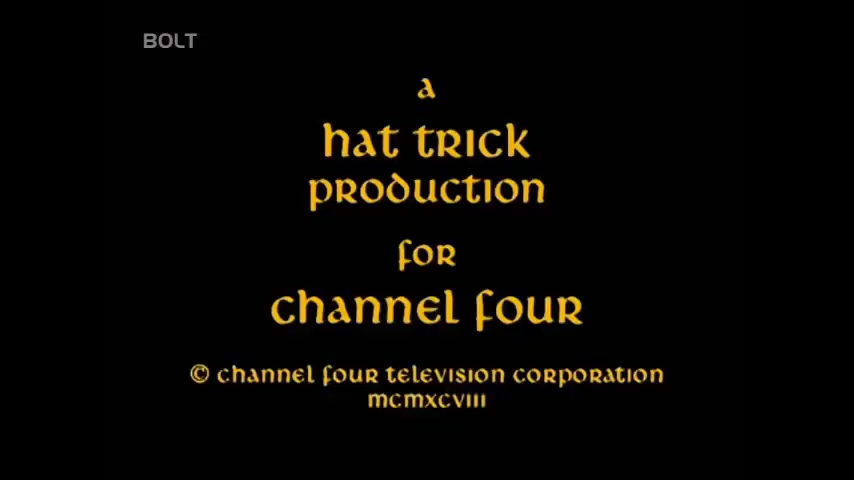 BOLT
a
hat trick
production
for
channel four
© channel four television corporation
mcmxcviii